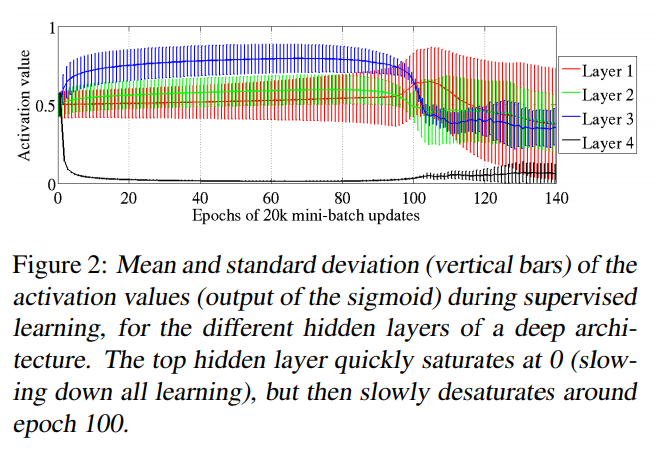 1
0.5
0
Activation value
0 20 40 60 80 100 120 140
Epochs of 20k mini-batch updates
Layer 1
Layer 2
Layer 3
Layer 4
Figure 2: Mean and standard deviation (vertical bars) of the
activation values (output of the sigmoid) during supervised
learning, for the different hidden layers of a deep archi-
tecture. The top hidden layer quickly saturates at 0 (slow-
ing down all learning), but then slowly desaturates around
epoch 100.